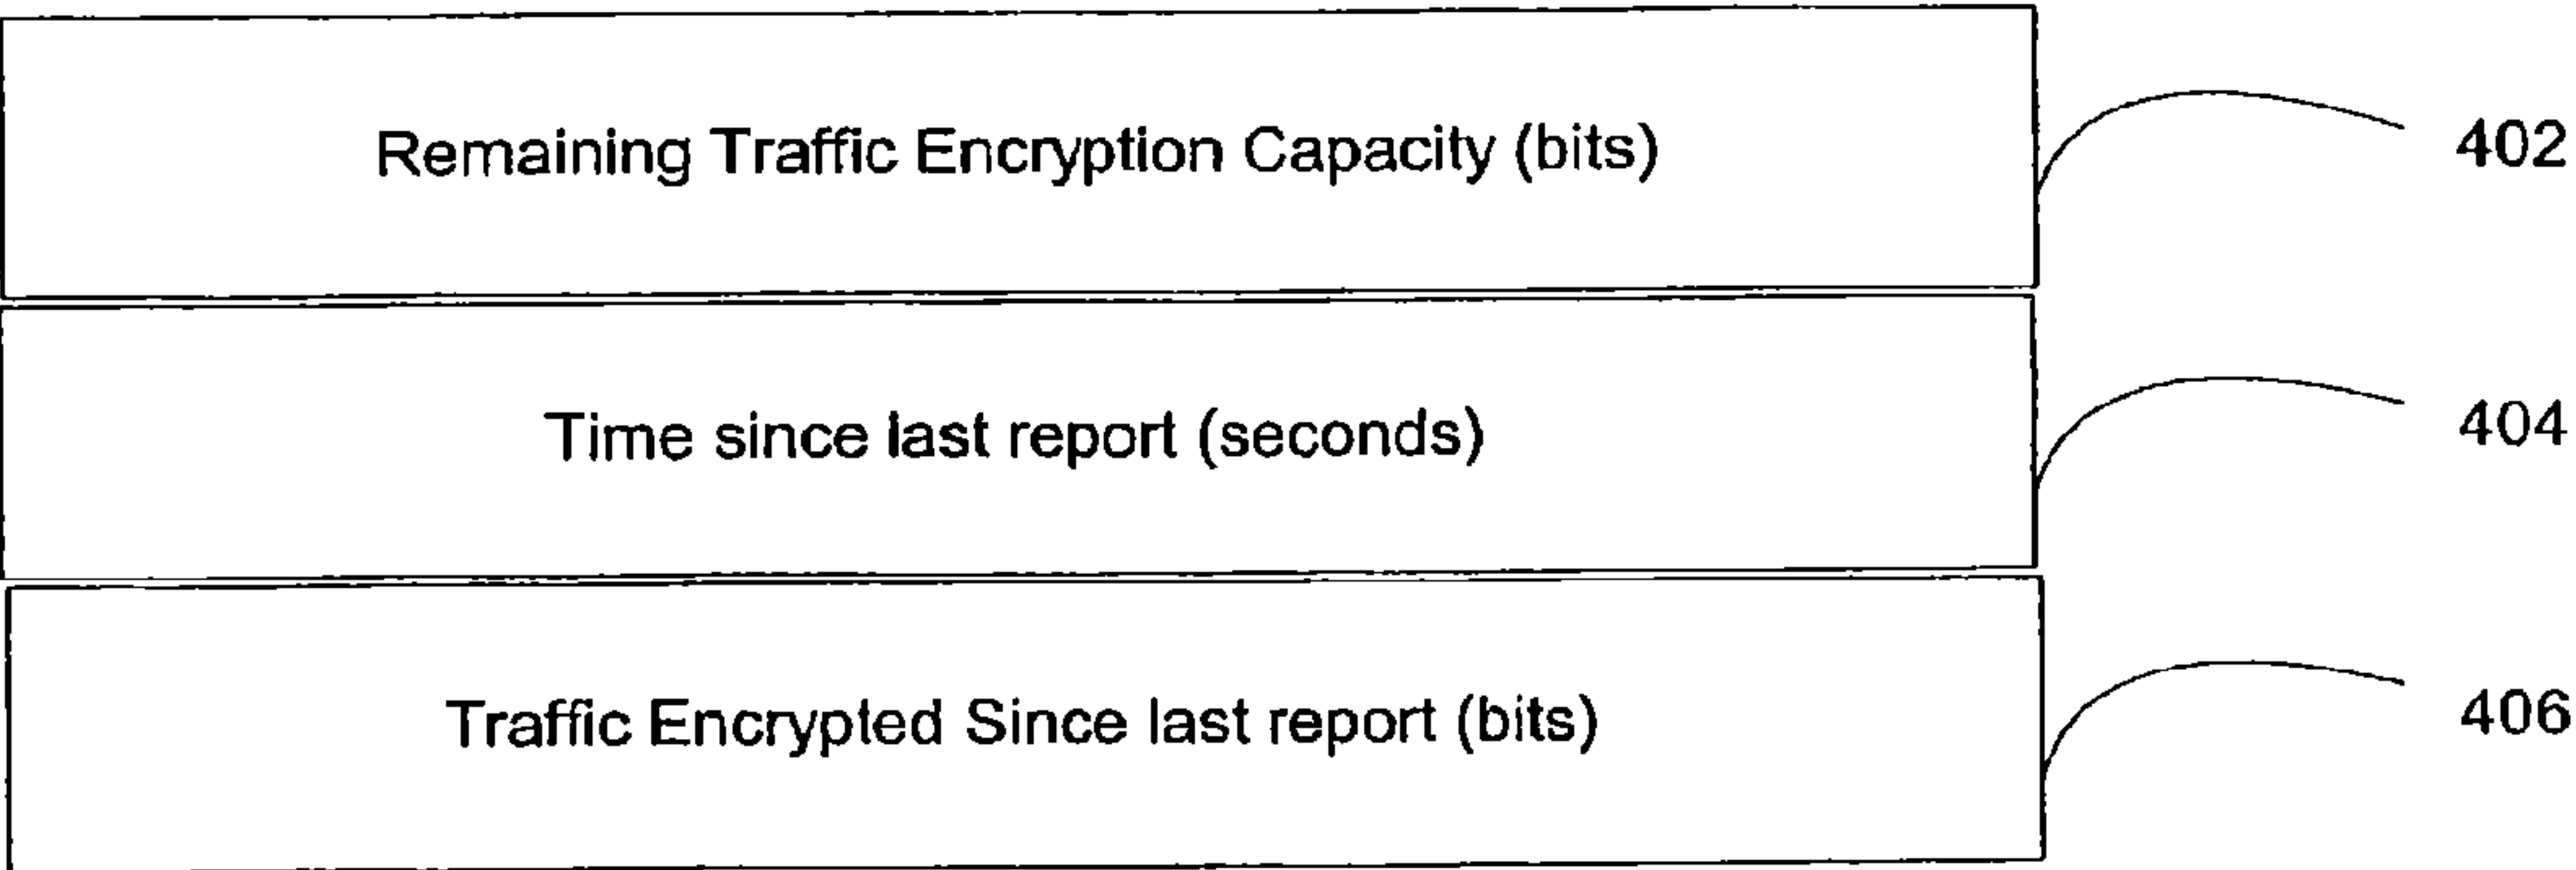 Remaining Traffic Encryption Capacity (bits) 402
Time since last report (seconds) 404
Traffic Encrypted Since last report (bits) 406